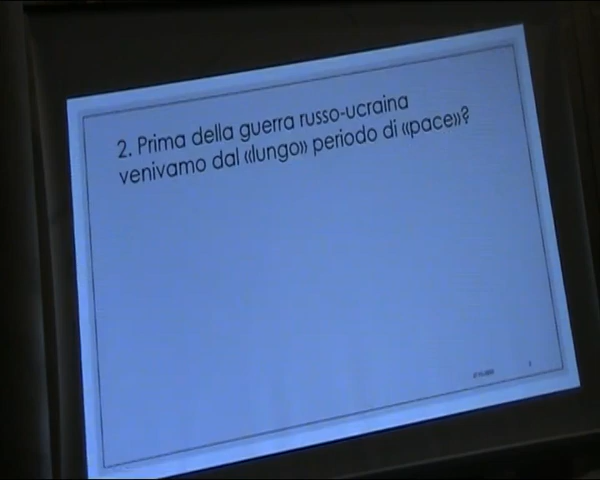 2. Prima della guerra russo-ucraina
venivamo dal «lungo» periodo di «pace»?